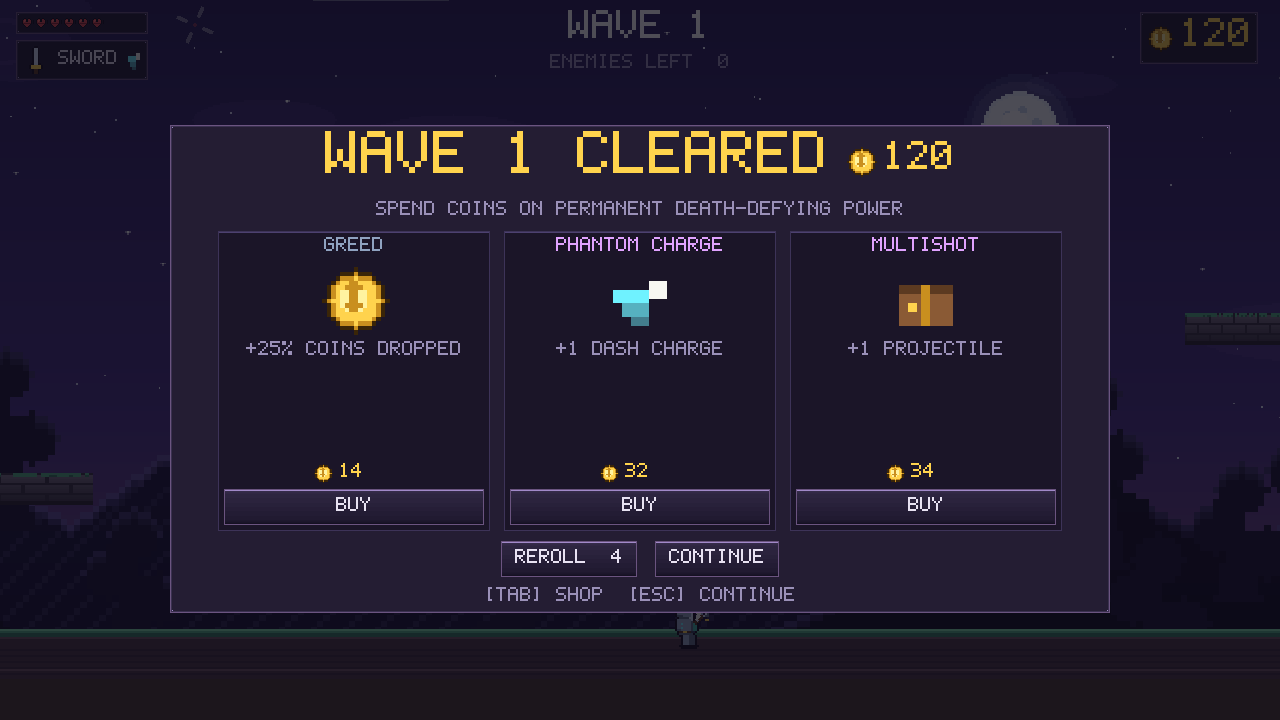 WAVE 1
ENEMIES LEFT 0
SWORD
120
WAVE 1 CLEARED 120
SPEND COINS ON PERMANENT DEATH-DEFYING POWER
GREED
+25% COINS DROPPED
14
BUY
PHANTOM CHARGE
+1 DASH CHARGE
32
BUY
MULTISHOT
+1 PROJECTILE
34
BUY
REROLL 4
CONTINUE
[TAB] SHOP [ESC] CONTINUE